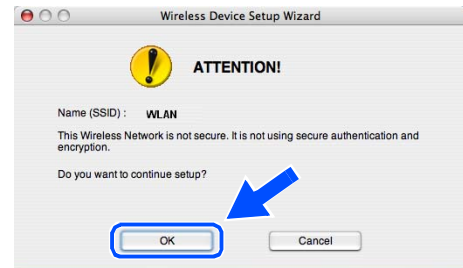 Wireless Device Setup Wizard
ATTENTION!
Name (SSID) : WLAN
This Wireless Network is not secure. It is not using secure authentication and
encryption.
Do you want to continue setup?
OK Cancel